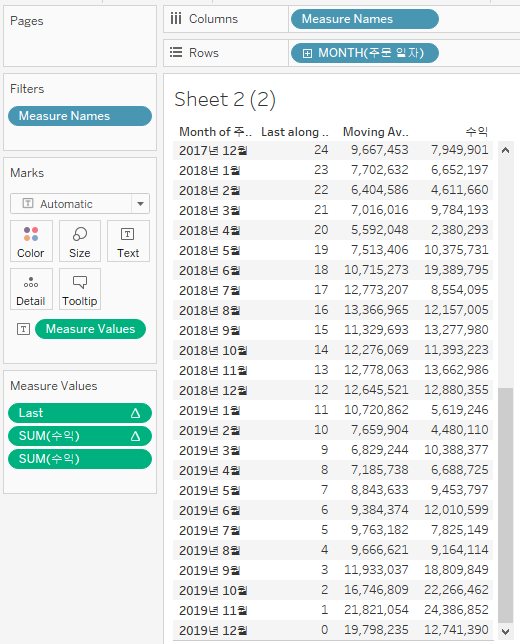 Pages
Columns
Measure Names
Rows
MONTH(주문 일자)
Filters
Measure Names
Marks
Automatic
Color
Size
Text
Detail
Tooltip
Measure Values
Measure Values
Last
SUM(수익)
SUM(수익)
Sheet 2 (2)
Month of 주.. Last along .. Moving Av.. 수익
2017년 12월 24 9,667,453 7,949,901
2018년 1월 23 7,702,632 6,652,197
2018년 2월 22 6,404,586 4,611,660
2018년 3월 21 7,016,016 9,784,193
2018년 4월 20 5,592,048 2,380,293
2018년 5월 19 7,513,406 10,375,731
2018년 6월 18 10,715,273 19,389,795
2018년 7월 17 12,773,207 8,554,095
2018년 8월 16 13,366,965 12,157,005
2018년 9월 15 11,329,693 13,277,980
2018년 10월 14 12,276,069 11,393,223
2018년 11월 13 12,778,063 13,662,986
2018년 12월 12 12,645,521 12,880,355
2019년 1월 11 10,720,862 5,619,246
2019년 2월 10 7,659,904 4,480,110
2019년 3월 9 6,829,244 10,388,377
2019년 4월 8 7,185,738 6,688,725
2019년 5월 7 8,843,633 9,453,797
2019년 6월 6 9,384,374 12,010,599
2019년 7월 5 9,763,182 7,825,149
2019년 8월 4 9,666,621 9,164,114
2019년 9월 3 11,933,037 18,809,849
2019년 10월 2 16,746,809 22,266,462
2019년 11월 1 21,821,054 24,386,852
2019년 12월 0 19,798,235 12,741,390